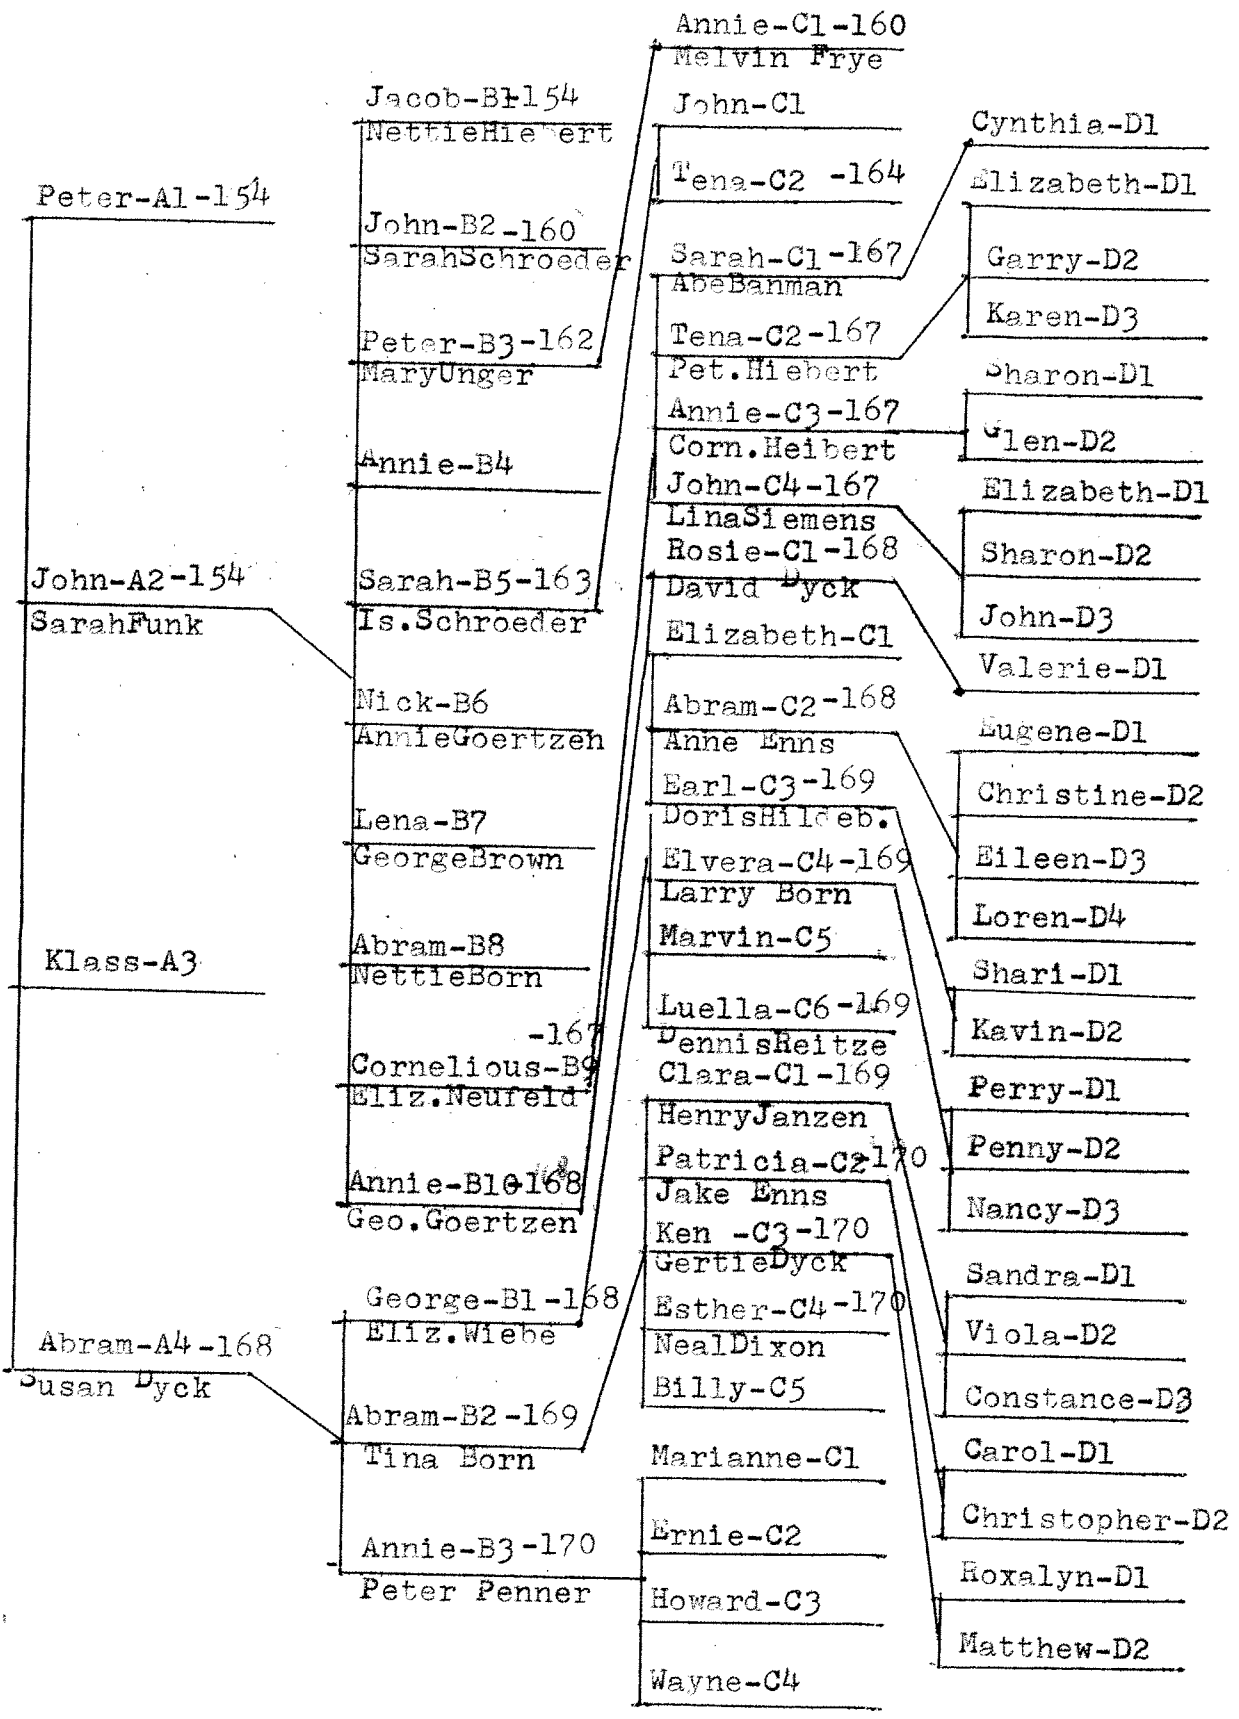 Peter-A1-154
John-A2-154
SarahFunk
Klass-A3
Abram-A4-168
Susan Dyck
Jacob-B1-154
NettieHiebert
John-B2-160
SarahSchroeder
Peter-B3-162
MaryUnger
Annie-B4
Sarah-B5-163
Is.Schroeder
Nick-B6
AnnieGoertzen
Lena-B7
GeorgeBrown
Abram-B8
NettieBorn
-167
Cornelious-B9
Eliz.Neufeld
Annie-B10-168
Geo.Goertzen
George-B1-168
Eliz.Wiebe
Abram-B2-169
Tina Born
Annie-B3-170
Peter Penner
Annie-C1-160
Melvin Frye
John-C1
Tena-C2 -164
Sarah-C1-167
AbeBanman
Tena-C2-167
Pet.Hiebert
Annie-C3-167
Corn.Heibert
John-C4-167
LinaSiemens
Rosie-C1-168
David Dyck
Elizabeth-C1
Abram-C2-168
Anne Enns
Earl-C3-169
DorisHildeb.
Elvera-C4-169
Larry Born
Marvin-C5
Luella-C6-169
DennisReitze
Clara-C1-169
HenryJanzen
Patricia-C2-170
Jake Enns
Ken -C3-170
GertieDyck
Esther-C4-170
NealDixon
Billy-C5
Marianne-C1
Ernie-C2
Howard-C3
Wayne-C4
Cynthia-D1
Elizabeth-D1
Garry-D2
Karen-D3
Sharon-D1
Glen-D2
Elizabeth-D1
Sharon-D2
John-D3
Valerie-D1
Eugene-D1
Christine-D2
Eileen-D3
Loren-D4
Shari-D1
Kavin-D2
Perry-D1
Penny-D2
Nancy-D3
Sandra-D1
Viola-D2
Constance-D3
Carol-D1
Christopher-D2
Roxalyn-D1
Matthew-D2